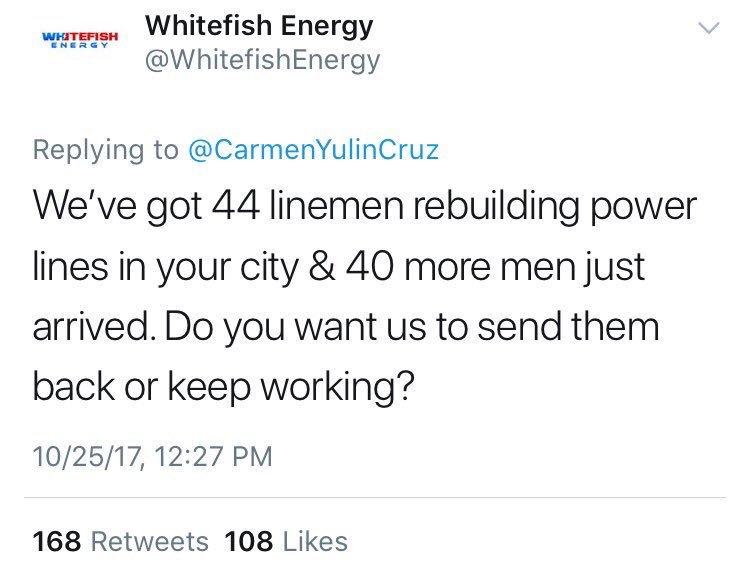 WHITEFISH
ENERGY
Whitefish Energy
@WhitefishEnergy
Replying to @CarmenYulinCruz
We've got 44 linemen rebuilding power
lines in your city & 40 more men just
arrived. Do you want us to send them
back or keep working?
10/25/17, 12:27 PM
168 Retweets 108 Likes